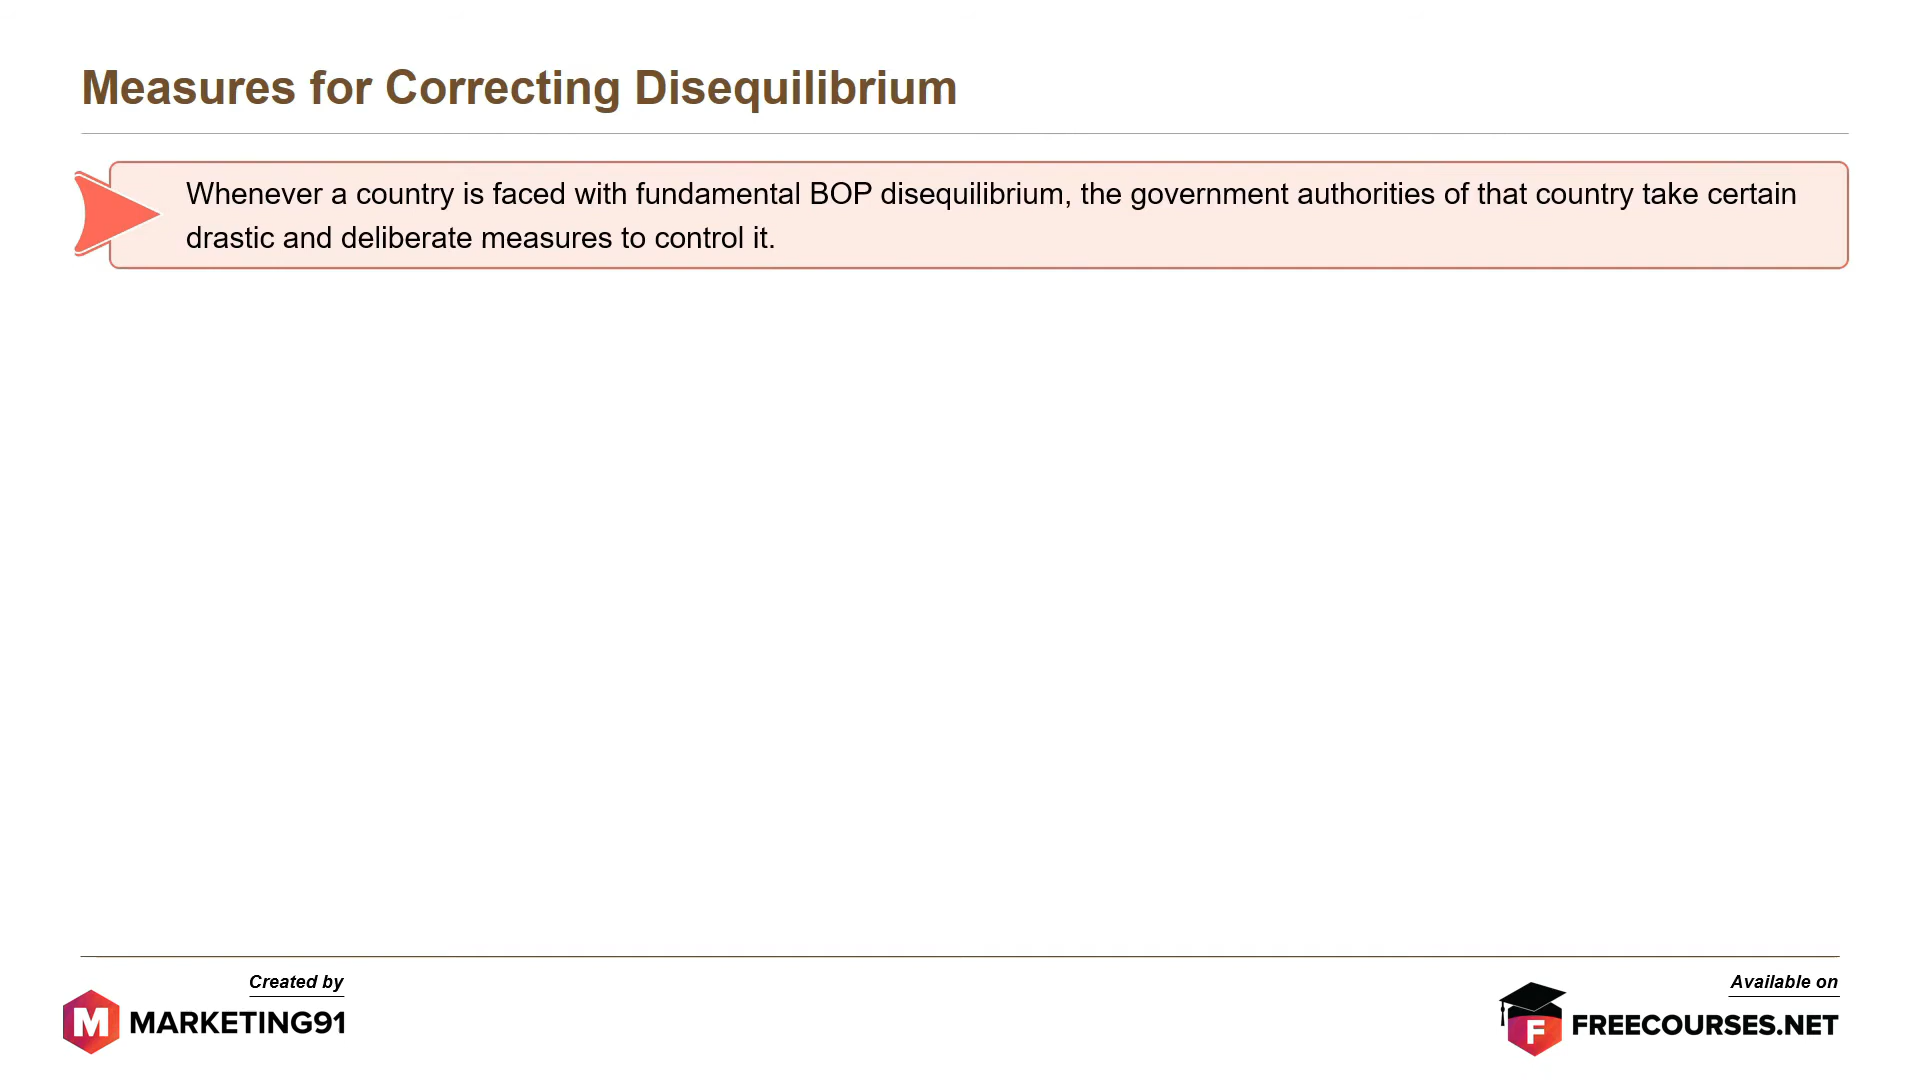 Measures for Correcting Disequilibrium
Whenever a country is faced with fundamental BOP disequilibrium, the government authorities of that country take certain
drastic and deliberate measures to control it.
Created by
M MARKETING91
Available on
F FREECOURSES.NET